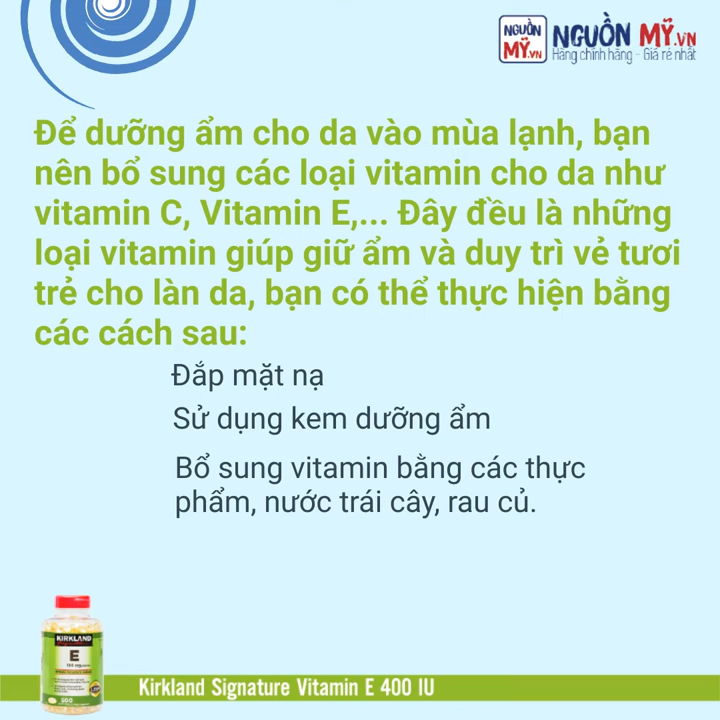 NGUỒN
MỸ.VN
NGUỒN MỸ.VN
Hàng chính hãng - Giá rẻ nhất
Để dưỡng ẩm cho da vào mùa lạnh, bạn
nên bổ sung các loại vitamin cho da như
vitamin C, Vitamin E,... Đây đều là những
loại vitamin giúp giữ ẩm và duy trì vẻ tươi
trẻ cho làn da, bạn có thể thực hiện bằng
các cách sau:
Đắp mặt nạ
Sử dụng kem dưỡng ẩm
Bổ sung vitamin bằng các thực
phẩm, nước trái cây, rau củ.
KIRKLAND
E
500
Kirkland Signature Vitamin E 400 IU